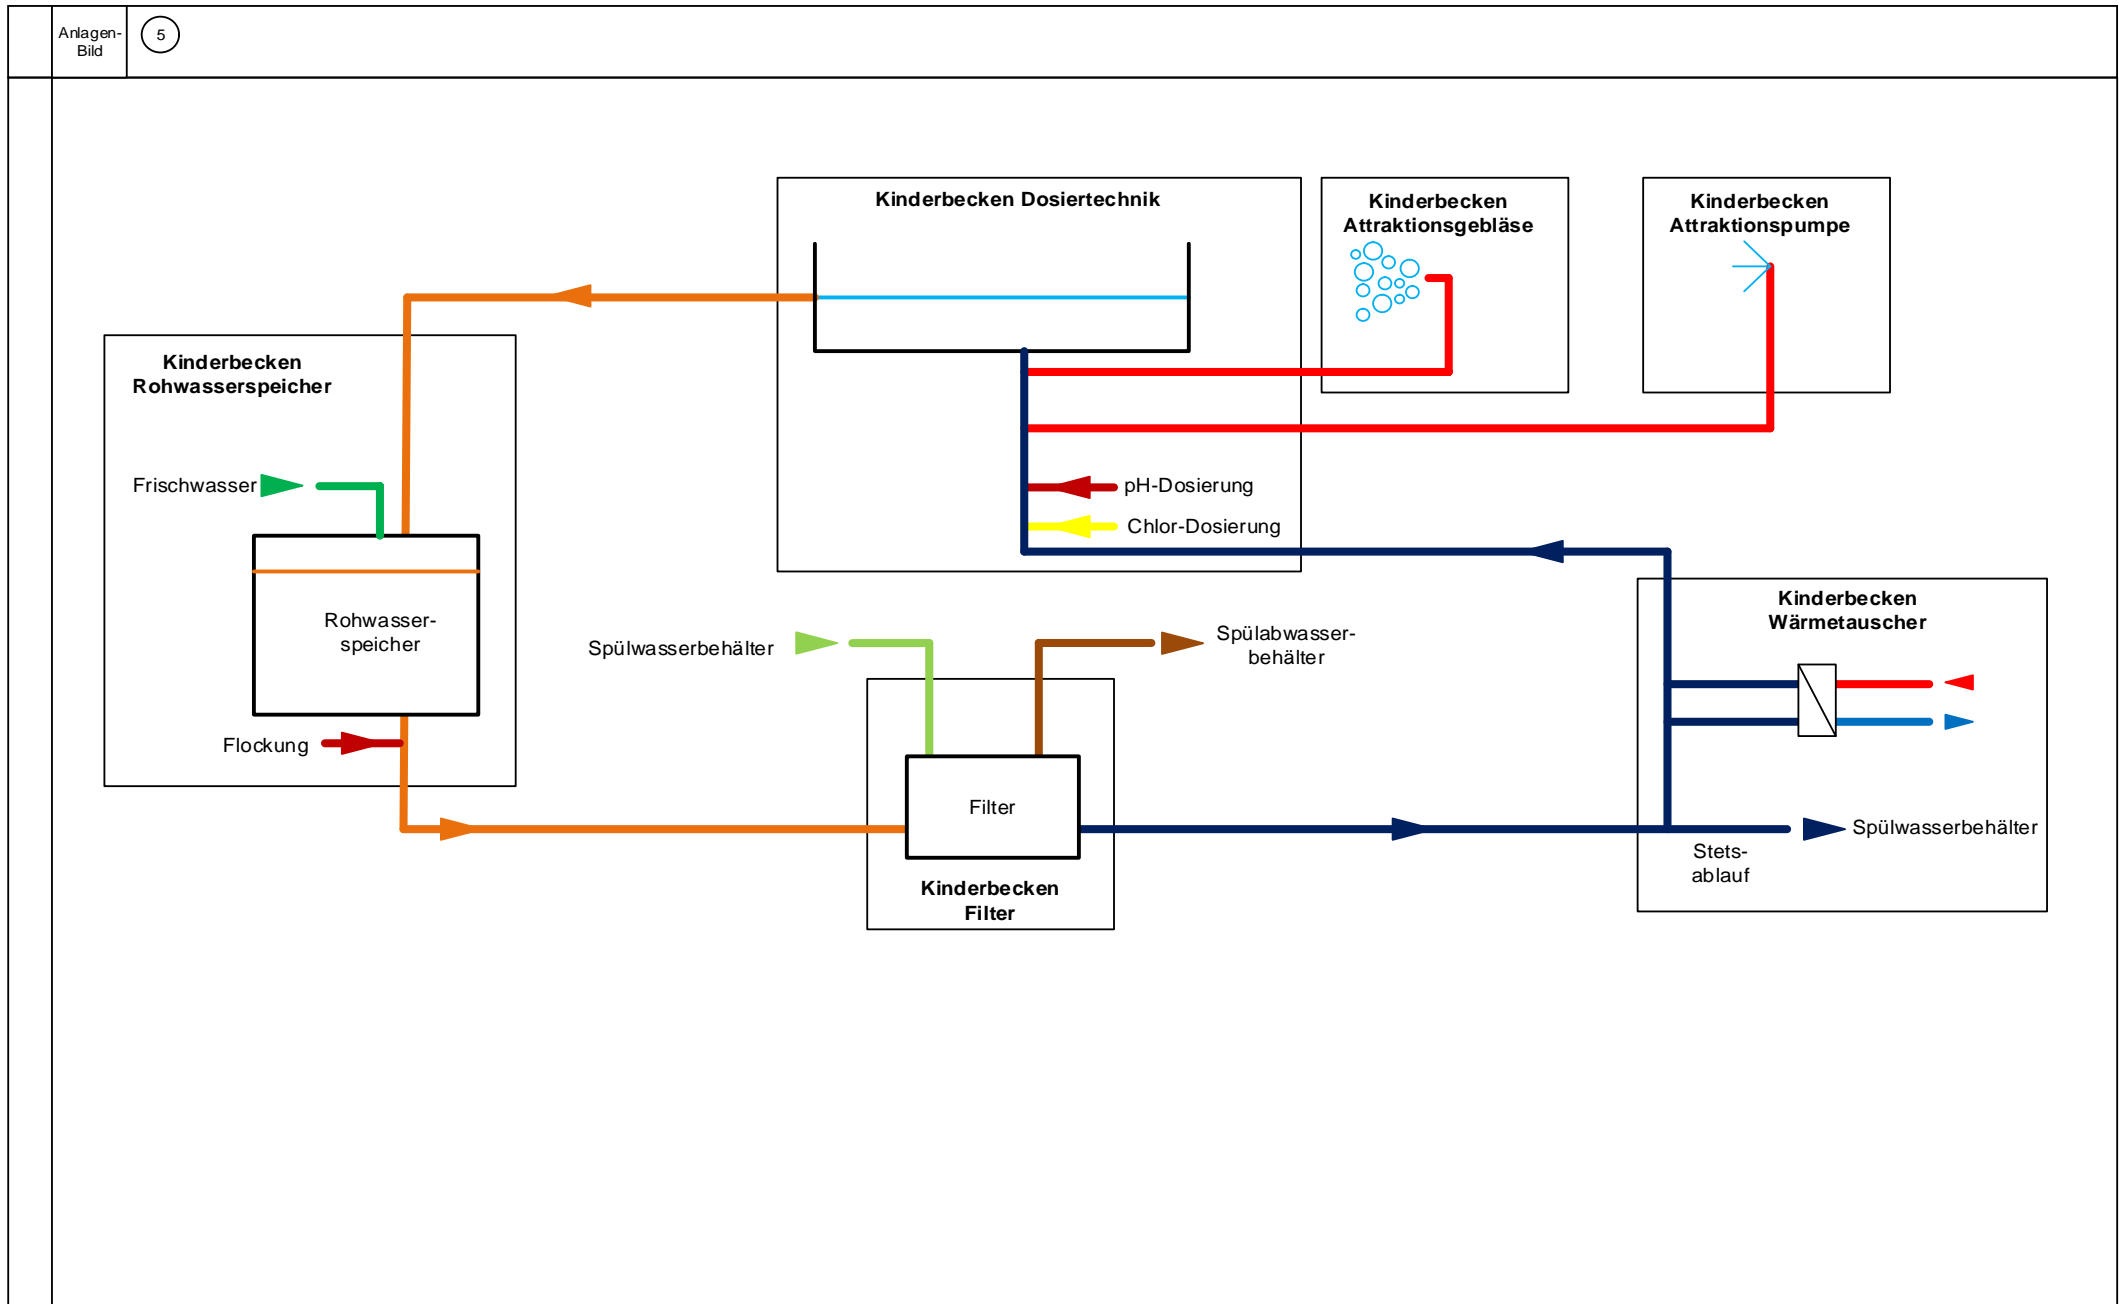 Anlagen-
Bild
5
Kinderbecken Dosiertechnik
Kinderbecken
Attraktionsgebläse
Kinderbecken
Attraktionspumpe
Kinderbecken
Rohwasserspeicher
Frischwasser
pH-Dosierung
Chlor-Dosierung
Rohwasser-
speicher
Flockung
Spülwasserbehälter
Spülabwasser-
behälter
Kinderbecken
Wärmetauscher
Filter
Kinderbecken
Filter
Spülwasserbehälter
Stets-
ablauf